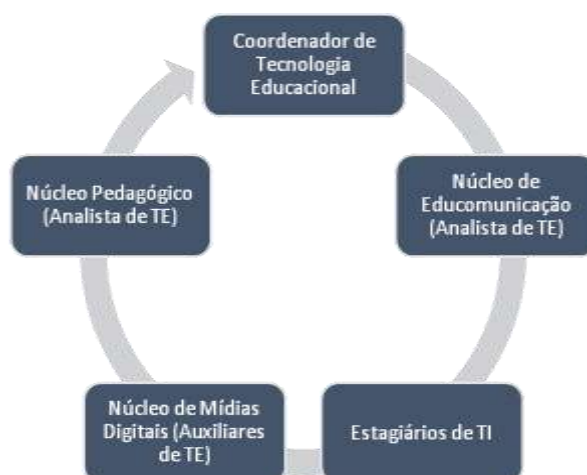 Coordenador de
Tecnologia
Educacional
Núcleo de
Educomunicação
(Analista de TE)
Estagiários de TI
Núcleo de Mídias
Digitais (Auxiliares
de TE)
Núcleo Pedagógico
(Analista de TE)